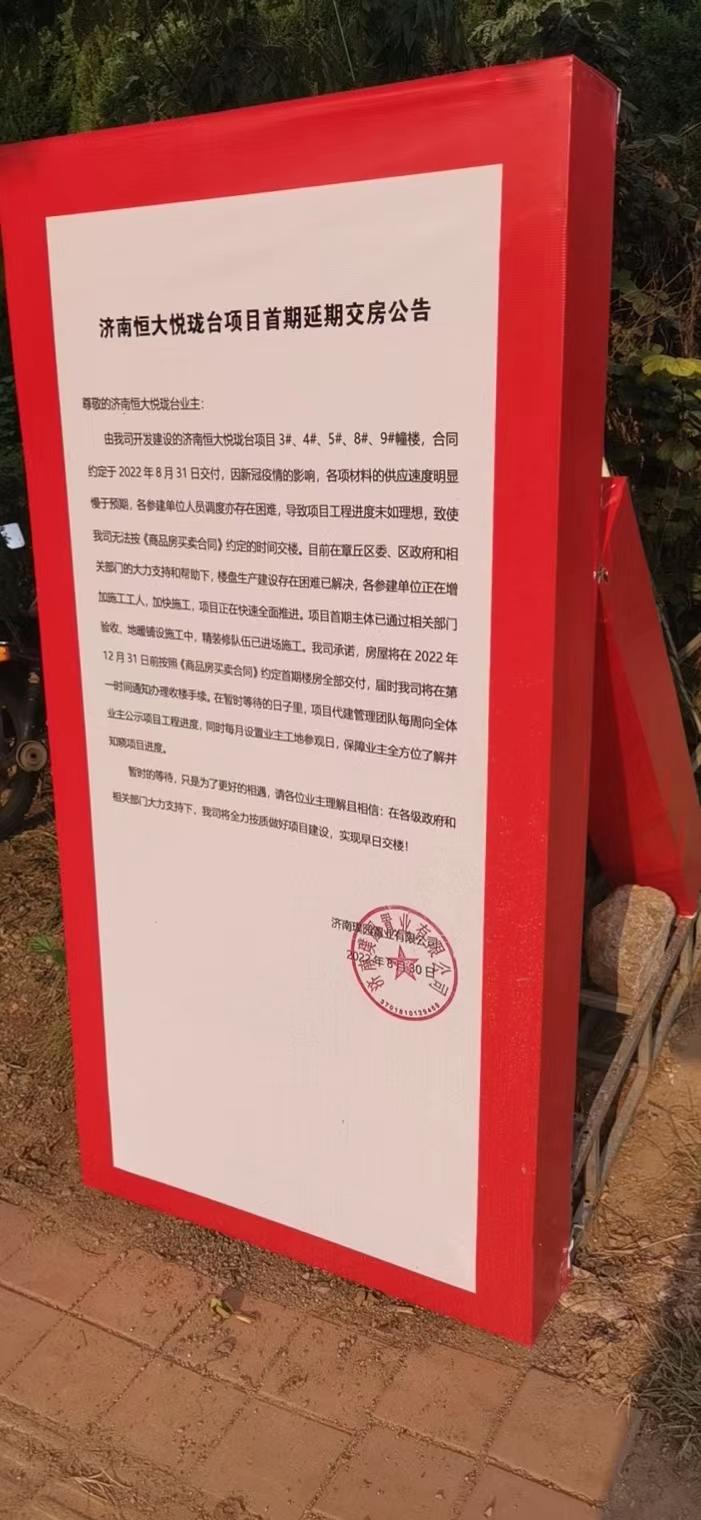 济南恒大悦珑台项目首期延期交房公告
尊敬的济南恒大悦珑台业主：
由我司开发建设的济南恒大悦珑台项目 3#、4#、5#、8#、9#幢楼，合同
约定于 2022 年 8 月 31 日交付，因新冠疫情的影响，各项材料的供应速度明显
慢于预期，各参建单位人员调度亦存在困难，导致项目工程进度未如理想，致使
我司无法按《商品房买卖合同》约定的时间交楼。目前在章丘区委、区政府和相
关部门的大力支持和帮助下，楼盘生产建设存在困难已解决，各参建单位正在增
加施工工人，加快施工，项目正在快速全面推进。项目首期主体已通过相关部门
验收、地暖铺设施工中，精装修队伍已进场施工。我司承诺，房屋将在 2022 年
12 月 31 日前按照《商品房买卖合同》约定首期楼房全部交付，届时我司将在第
一时间通知办理收楼手续。在暂时等待的日子里，项目代建管理团队每周向全体
业主公示项目工程进度，同时每月设置业主工地参观日，保障业主全方位了解并
知晓项目进度。
暂时的等待，只是为了更好的相遇，请各位业主理解且相信：在各级政府和
相关部门大力支持下，我司将全力按质做好项目建设，实现早日交楼！
济南 置业有限公司
2022 年 8 月 30 日